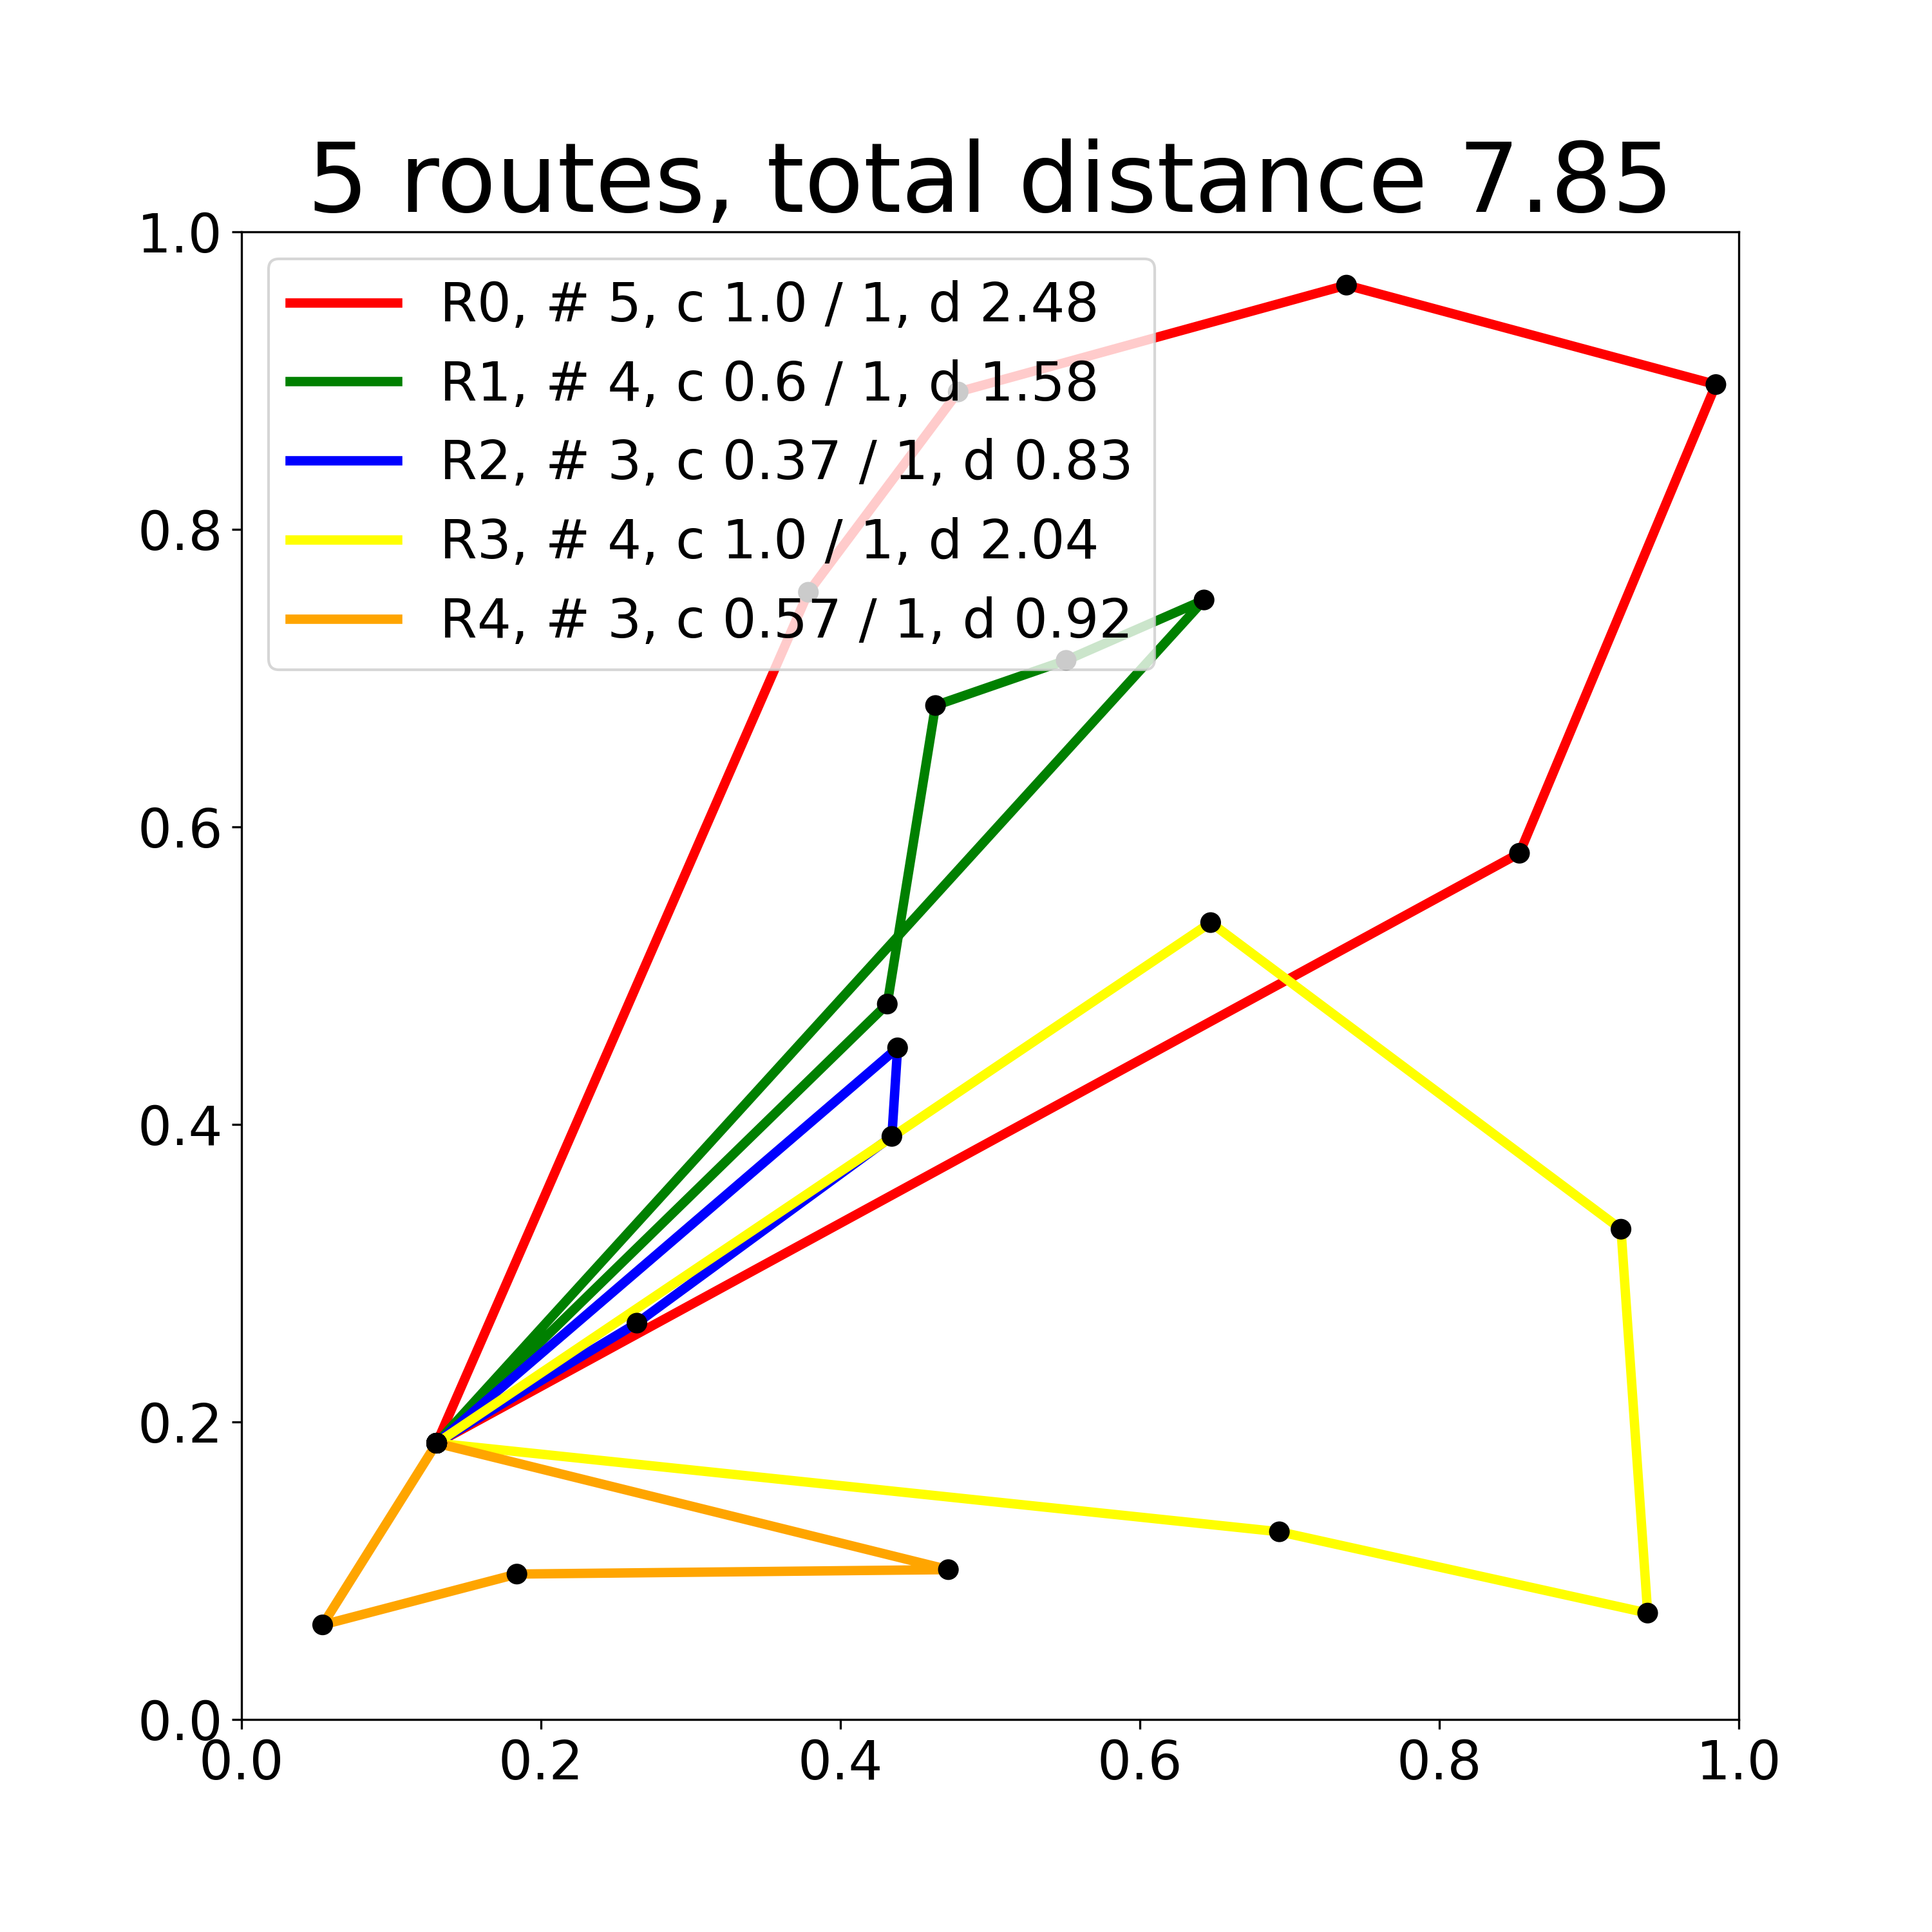 5 routes, total distance 7.85
1.0
0.8
0.6
0.4
0.2
0.0
R0, # 5, c 1.0 / 1, d 2.48
R1, # 4, c 0.6 / 1, d 1.58
R2, # 3, c 0.37 / 1, d 0.83
R3, # 4, c 1.0 / 1, d 2.04
R4, # 3, c 0.57 / 1, d 0.92
0.0 0.2 0.4 0.6 0.8 1.0